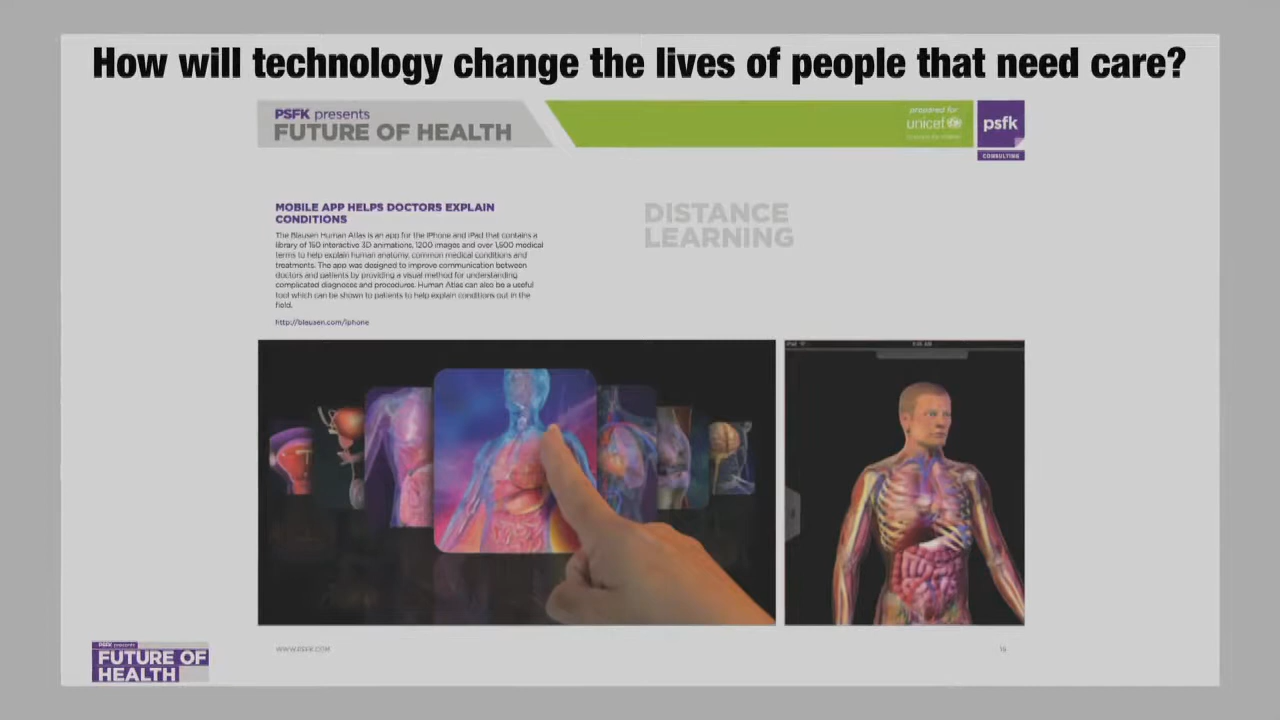 How will technology change the lives of people that need care?
PSFK presents
FUTURE OF HEALTH
prepared for
unicef
psfk
CONSULTING
MOBILE APP HELPS DOCTORS EXPLAIN
CONDITIONS
The Blausen Human Atlas is an app for the iPhone and iPad that contains a
library of 150 interactive 3D animations, 1200 images and over 1,500 medical
terms to help explain human anatomy, common medical conditions and
treatments. The app was designed to improve communication between
doctors and patients by providing a visual method for understanding
complicated diagnoses and procedures. Human Atlas can also be a useful
tool which can be shown to patients to help explain conditions out in the
field.
http://blausen.com/iphone
DISTANCE
LEARNING
iPad
PSFK presents
FUTURE OF
HEALTH
WWW.PSFK.COM